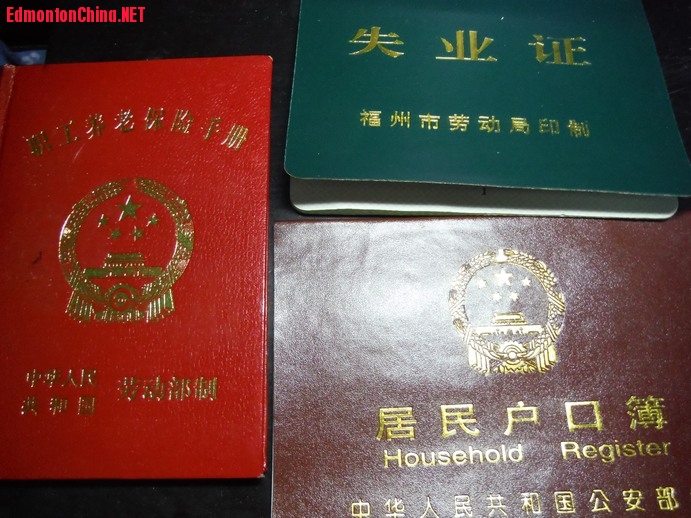 EdmontonChina.NET
职工养老保险手册
中华人民
共和国
劳动部制
失业证
福州市劳动局印制
居民户口簿
Household Register
中华人民共和国公安部